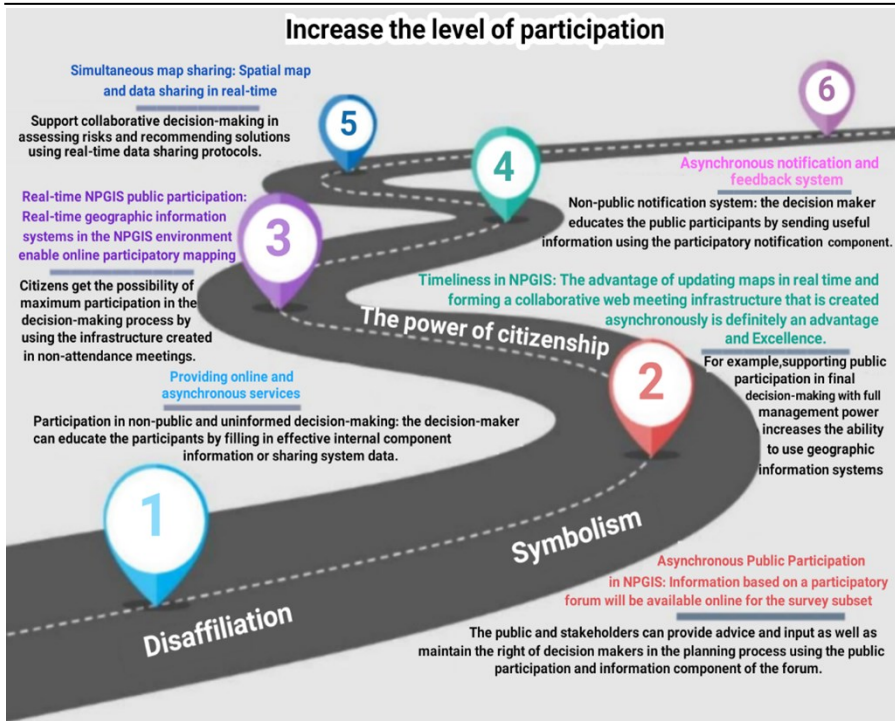 Increase the level of participation
Simultaneous map sharing: Spatial map
and data sharing in real-time
Support collaborative decision-making in
assessing risks and recommending solutions
using real-time data sharing protocols.
5
6
4
Asynchronous notification and
feedback system
Non-public notification system: the decision maker
educates the public participants by sending useful
information using the participatory notification component.
Real-time NPGIS public participation:
Real-time geographic information
systems in the NPGIS environment
enable online participatory mapping
3
Citizens get the possibility of
maximum participation in the
decision-making process by
using the infrastructure created
in non-attendance meetings.
Timeliness in NPGIS: The advantage of updating maps in real time and
forming a collaborative web meeting infrastructure that is created
asynchronously is definitely an advantage
and Excellence.
The power of citizenship
For example,supporting public
participation in final
decision-making with full
management power
increases the ability
to use geographic
information systems
2
Providing online and
asynchronous services
Participation in non-public and uninformed decision-making: the decision-maker
can educate the participants by filling in effective internal component
information or sharing system data.
1
Symbolism
Disaffiliation
Asynchronous Public Participation
in NPGIS: Information based on a participatory
forum will be available online for the survey subset
The public and stakeholders can provide advice and input as well as
maintain the right of decision makers in the planning process using the public
participation and information component of the forum.